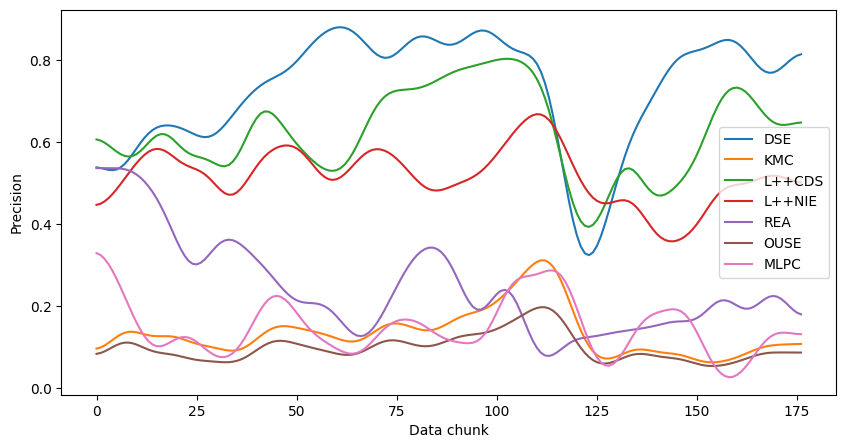 Precision
0.8
0.6
0.4
0.2
0.0
0
25
50
75
100
125
150
175
Data chunk
DSE
KMC
L++CDS
L++NIE
REA
OUSE
MLPC